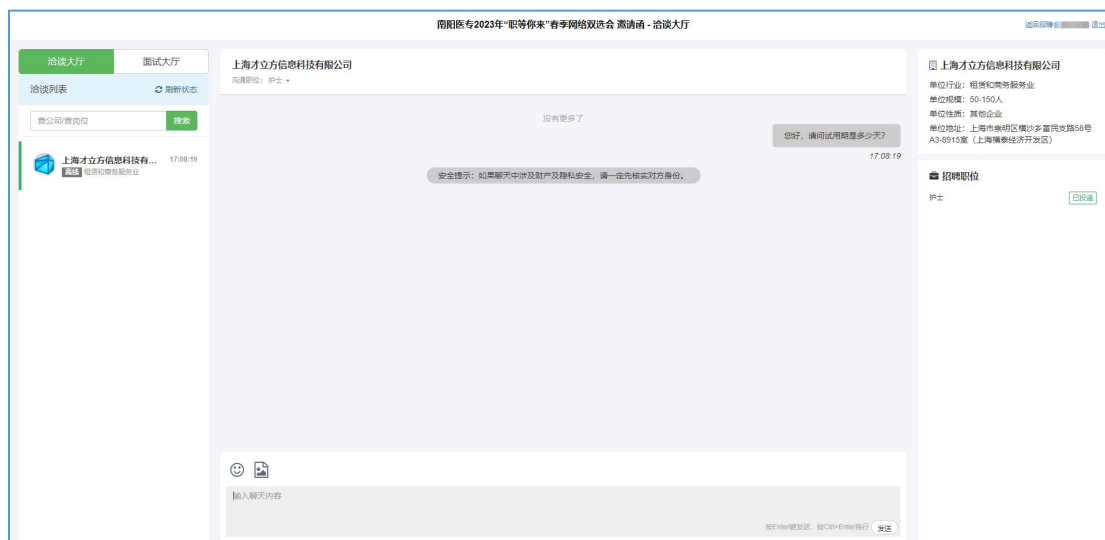 南阳医专2023年“职等你来”春季网络双选会 邀请函 - 洽谈大厅
返回招聘会 退出
洽谈大厅 面试大厅
洽谈列表 刷新状态
查公司/查岗位 搜索
上海才立方信息科技有... 17:08:19
离线 租赁和商务服务业
上海才立方信息科技有限公司
沟通职位: 护士
没有更多了
您好，请问试用期是多少天？
17:08:19
安全提示：如果聊天中涉及财产及隐私安全，请一定先核实对方身份。
输入聊天内容
按Enter键发送，按Ctrl+Enter换行 发送
上海才立方信息科技有限公司
单位行业：租赁和商务服务业
单位规模：50-150人
单位性质：其他企业
单位地址：上海市崇明区横沙乡富民支路58号
A3-8915室（上海横泰经济开发区）
招聘职位
护士 已投递